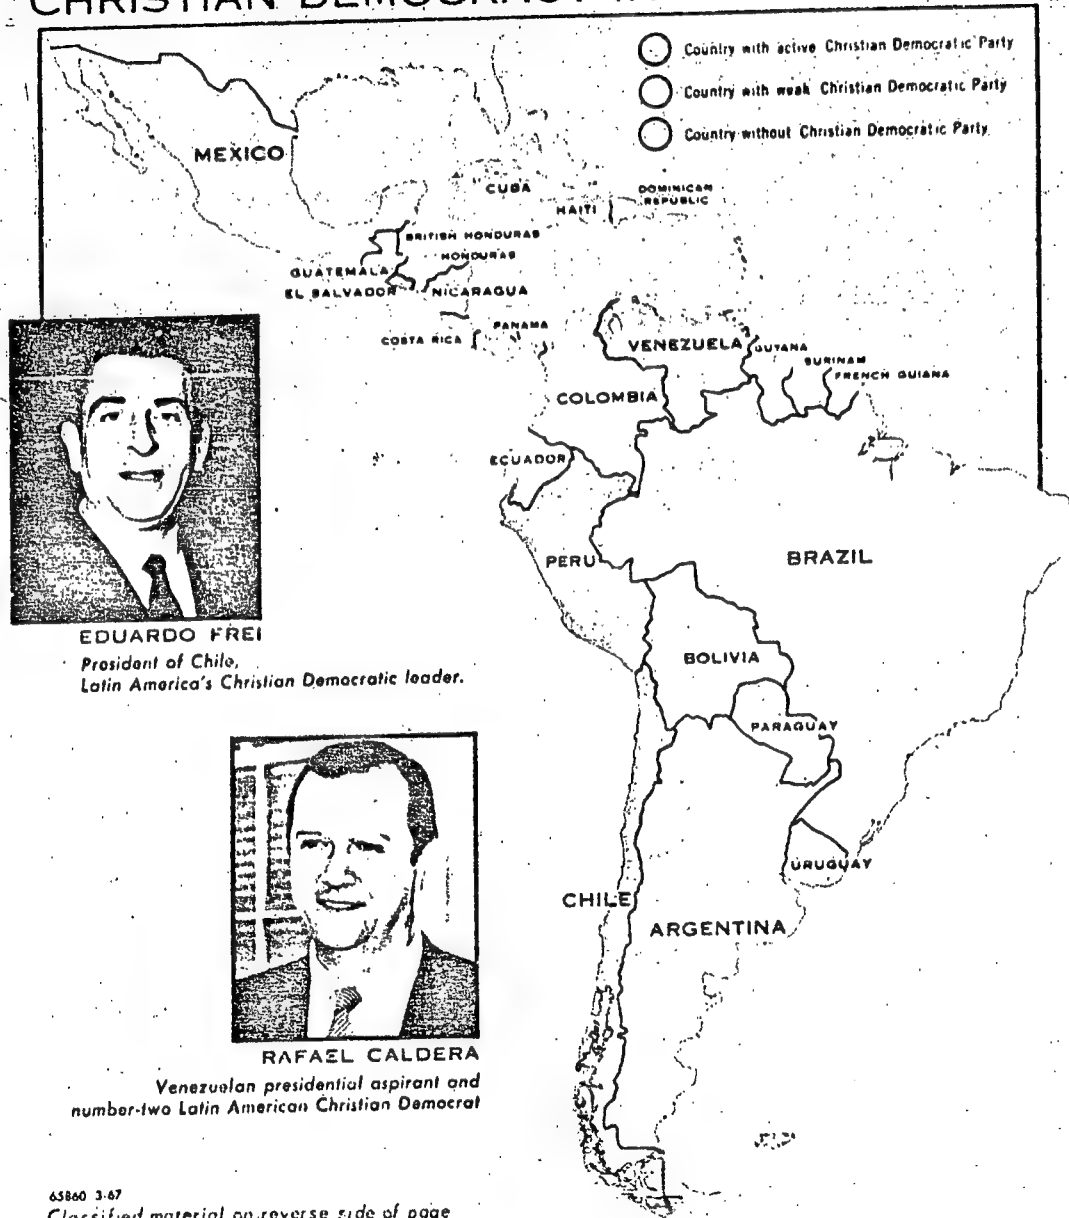 CHRISTIAN DEMOCRACY
Country with active Christian Democratic Party
Country with weak Christian Democratic Party
Country without Christian Democratic Party
MEXICO
CUBA
DOMINICAN
REPUBLIC
HAITI
BRITISH HONDURAS
HONDURAS
GUATEMALA
EL SALVADOR
NICARAGUA
COSTA RICA
PANAMA
VENEZUELA
GUYANA
SURINAM
FRENCH GUIANA
COLOMBIA
ECUADOR
PERU
BRAZIL
BOLIVIA
PARAGUAY
URUGUAY
CHILE
ARGENTINA
EDUARDO FREI
President of Chile,
Latin America's Christian Democratic leader.
RAFAEL CALDERA
Venezuelan presidential aspirant and
number-two Latin American Christian Democrat
65860 3-67
Classified material on reverse side of page